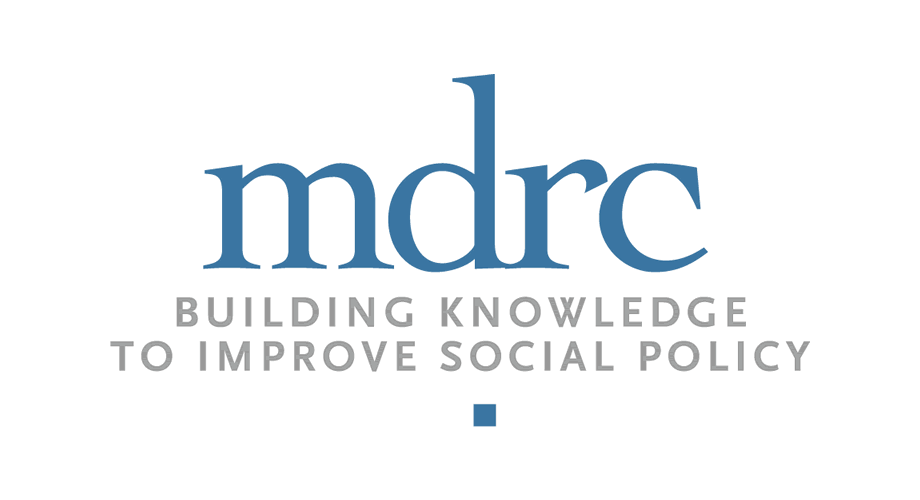 mdrc
BUILDING KNOWLEDGE
TO IMPROVE SOCIAL POLICY